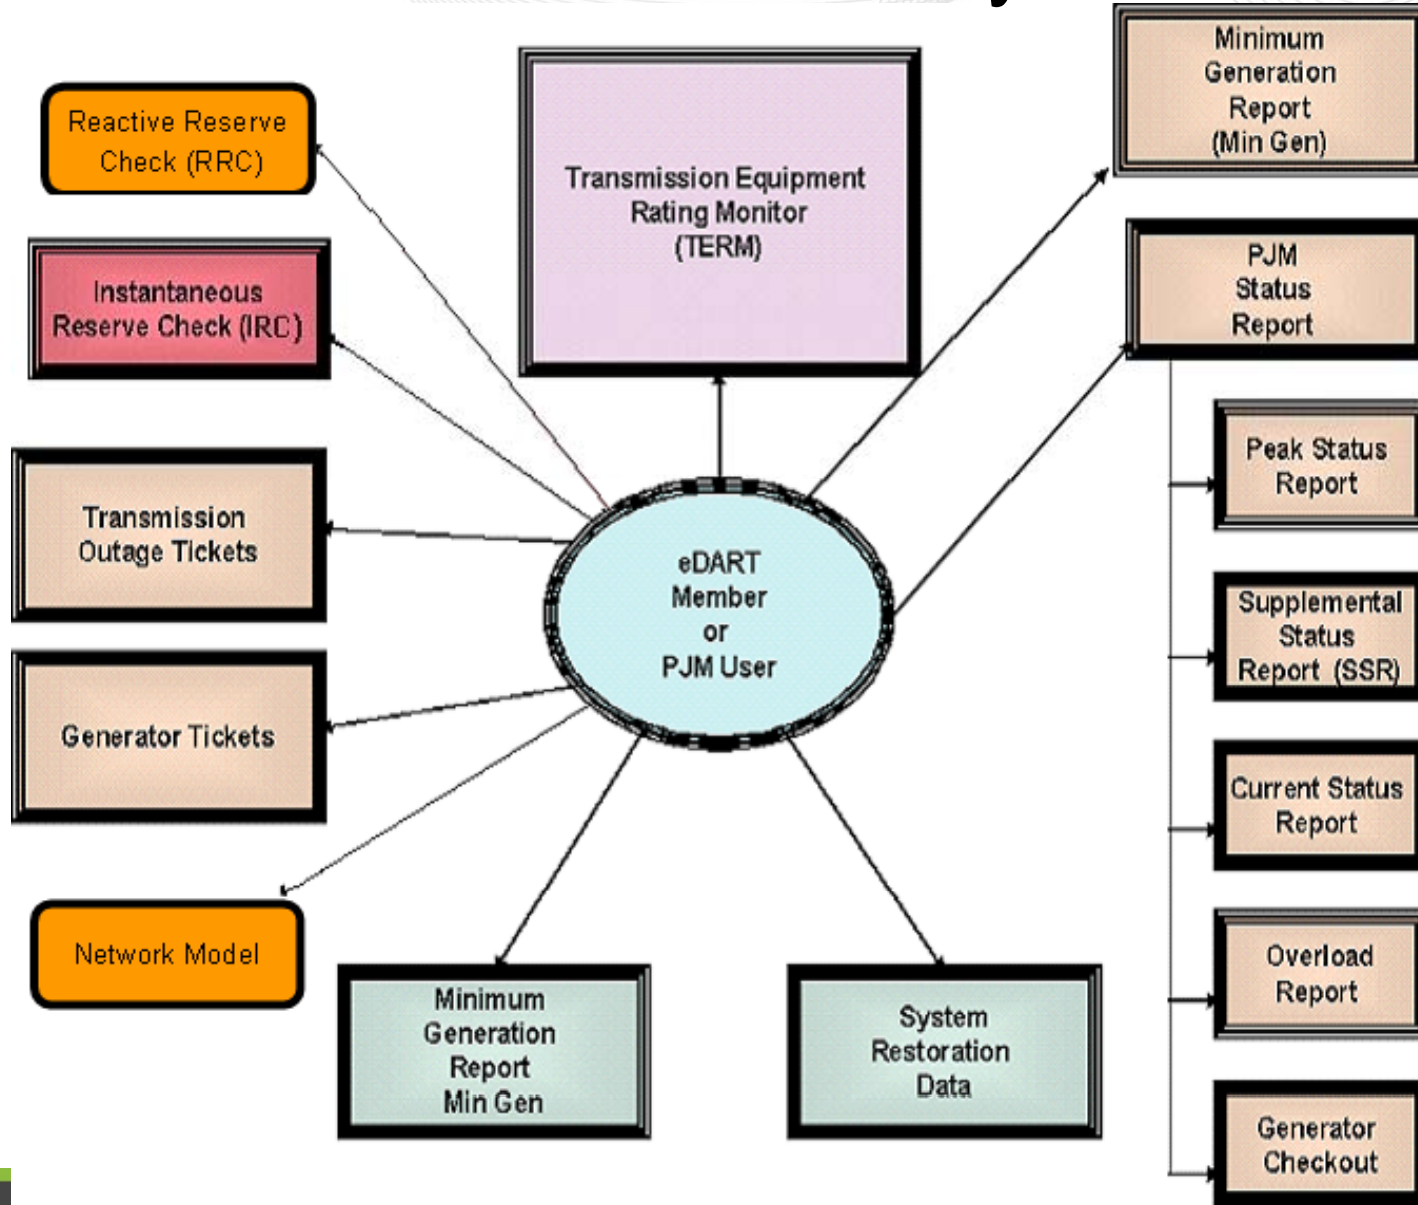 Reactive Reserve
Check (RRC)
Instantaneous
Reserve Check (IRC)
Transmission
Outage Tickets
Generator Tickets
Network Model
Transmission Equipment
Rating Monitor
(TERM)
eDART
Member
or
PJM User
Minimum
Generation
Report
Min Gen
System
Restoration
Data
Minimum
Generation
Report
(Min Gen)
PJM
Status
Report
Peak Status
Report
Supplemental
Status
Report (SSR)
Current Status
Report
Overload
Report
Generator
Checkout